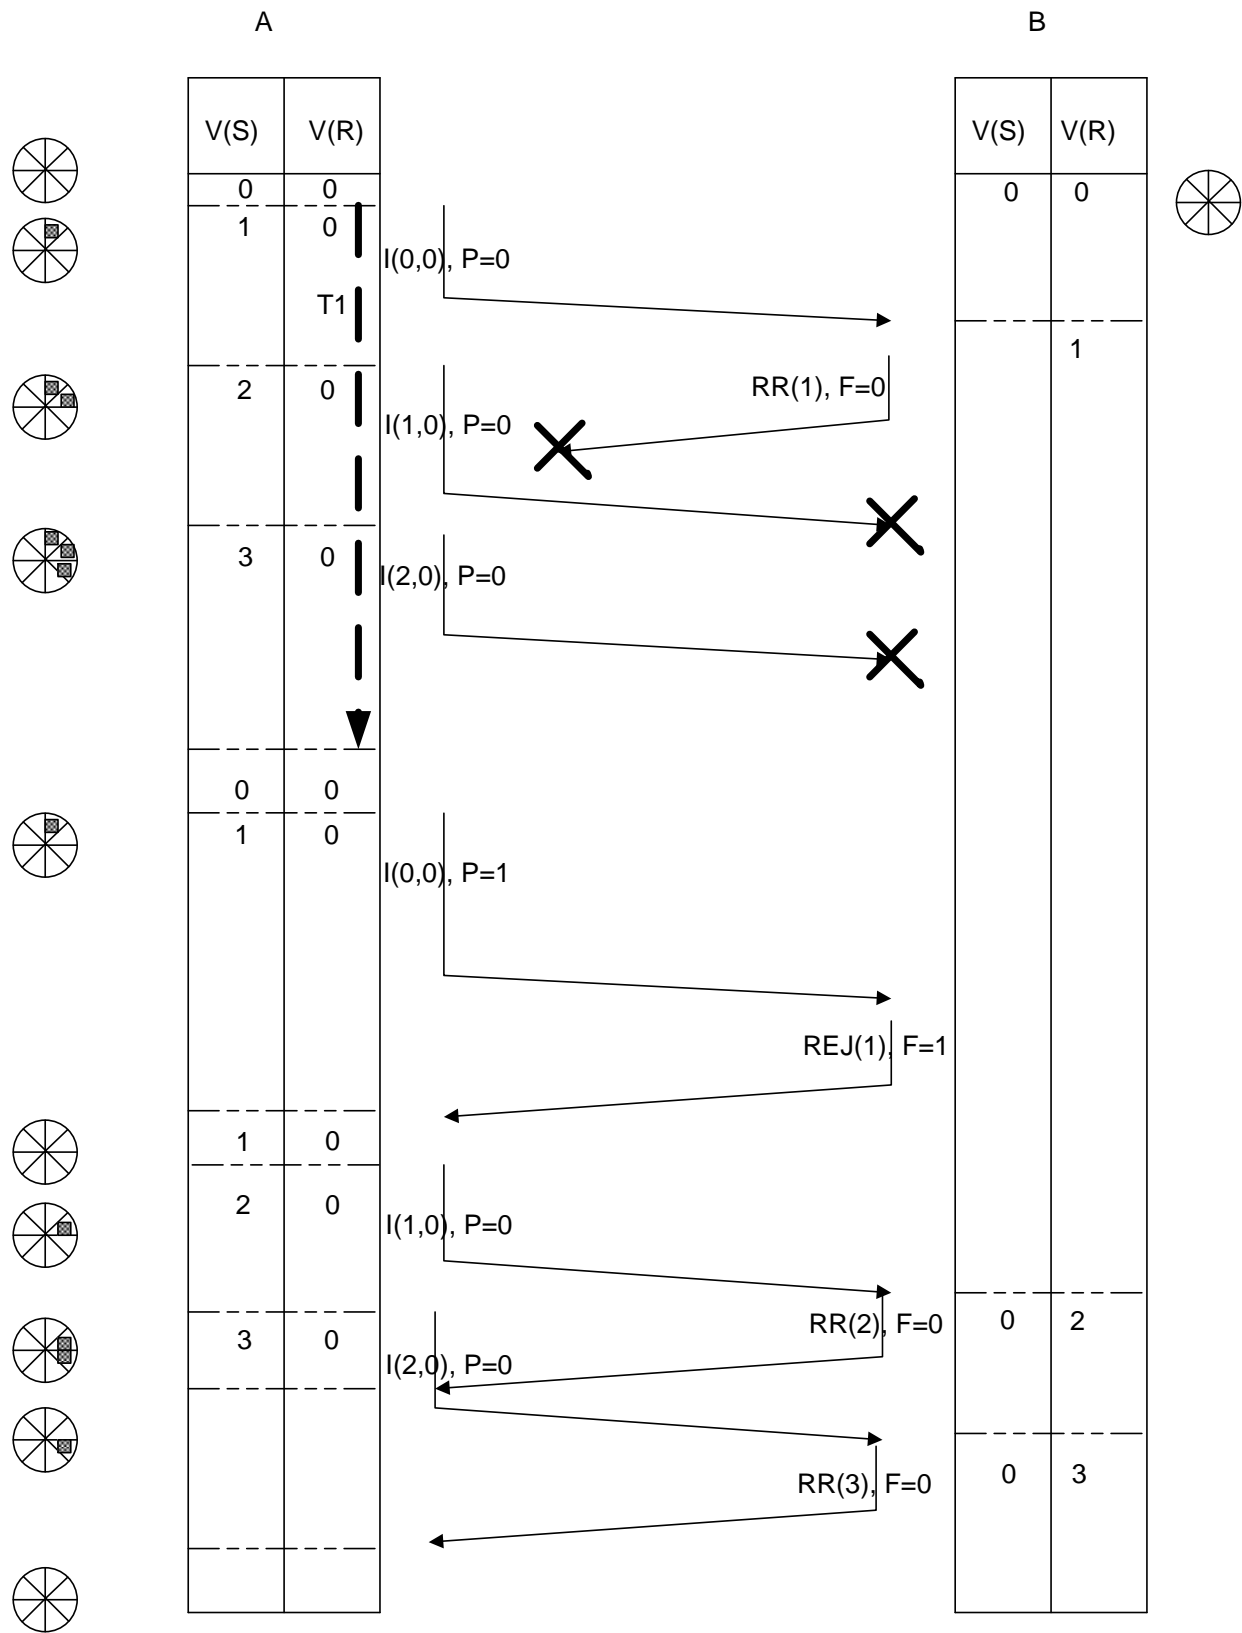 A B
V(S) V(R) V(S) V(R)
0 0 0 0
1 0
I(0,0), P=0
T1
1
2 0 RR(1), F=0
I(1,0), P=0
3 0 I(2,0), P=0
0 0
1 0
I(0,0), P=1
REJ(1), F=1
1 0
2 0
I(1,0), P=0
RR(2), F=0 0 2
3 0
I(2,0), P=0
0 3
RR(3), F=0